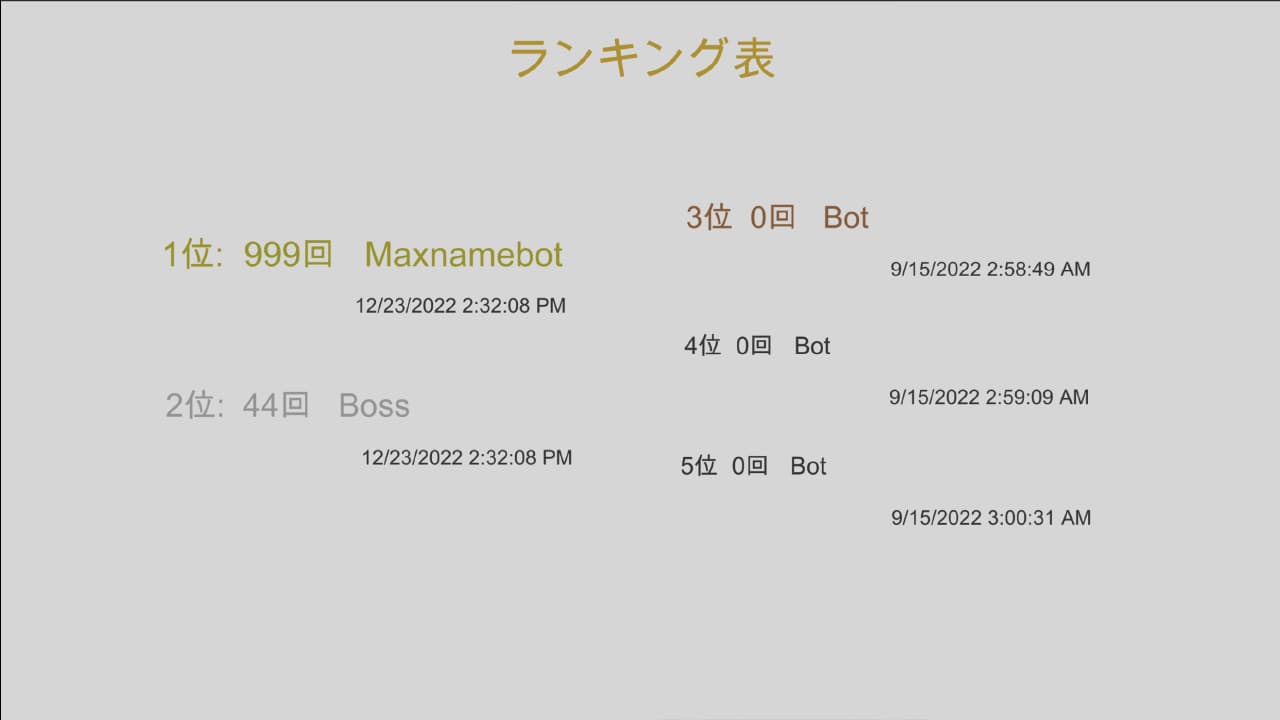 ランキング表
1位: 999回 Maxnamebot
12/23/2022 2:32:08 PM
2位: 44回 Boss
12/23/2022 2:32:08 PM
3位 0回 Bot
9/15/2022 2:58:49 AM
4位 0回 Bot
9/15/2022 2:59:09 AM
5位 0回 Bot
9/15/2022 3:00:31 AM